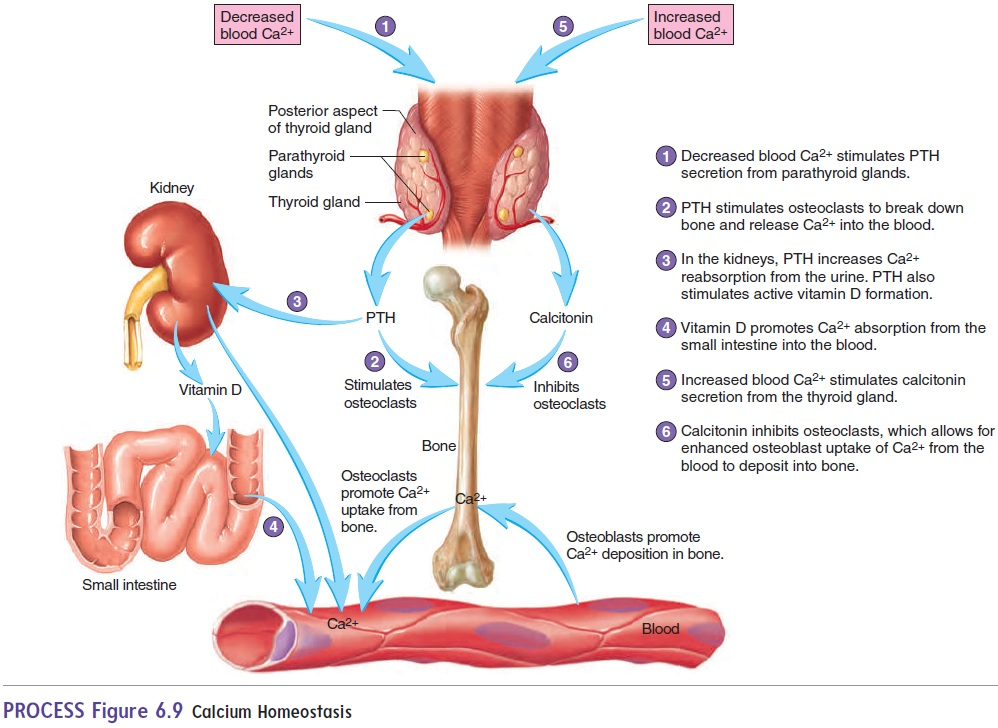 Decreased
blood Ca2+
1
5
Increased
blood Ca2+
Posterior aspect
of thyroid gland
Parathyroid
glands
Thyroid gland
Kidney
3
PTH
Calcitonin
2
Stimulates
osteoclasts
6
Inhibits
osteoclasts
Vitamin D
Bone
Osteoclasts
promote Ca2+
uptake from
bone.
Ca2+
4
Osteoblasts promote
Ca2+ deposition in bone.
Small intestine
Ca2+
Blood
1 Decreased blood Ca2+ stimulates PTH
secretion from parathyroid glands.
2 PTH stimulates osteoclasts to break down
bone and release Ca2+ into the blood.
3 In the kidneys, PTH increases Ca2+
reabsorption from the urine. PTH also
stimulates active vitamin D formation.
4 Vitamin D promotes Ca2+ absorption from the
small intestine into the blood.
5 Increased blood Ca2+ stimulates calcitonin
secretion from the thyroid gland.
6 Calcitonin inhibits osteoclasts, which allows for
enhanced osteoblast uptake of Ca2+ from the
blood to deposit into bone.
PROCESS Figure 6.9 Calcium Homeostasis